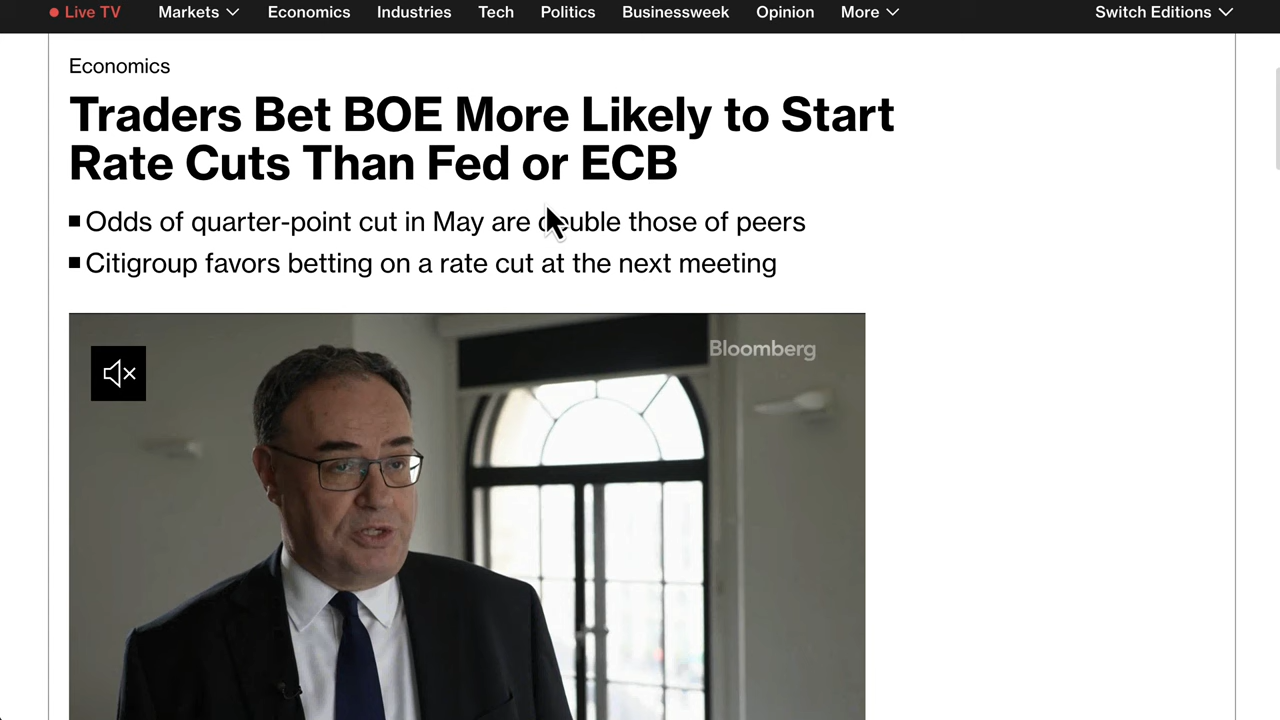 Live TV Markets Economics Industries Tech Politics Businessweek Opinion More Switch Editions
Economics
Traders Bet BOE More Likely to Start
Rate Cuts Than Fed or ECB
Odds of quarter-point cut in May are double those of peers
Citigroup favors betting on a rate cut at the next meeting
Bloomberg